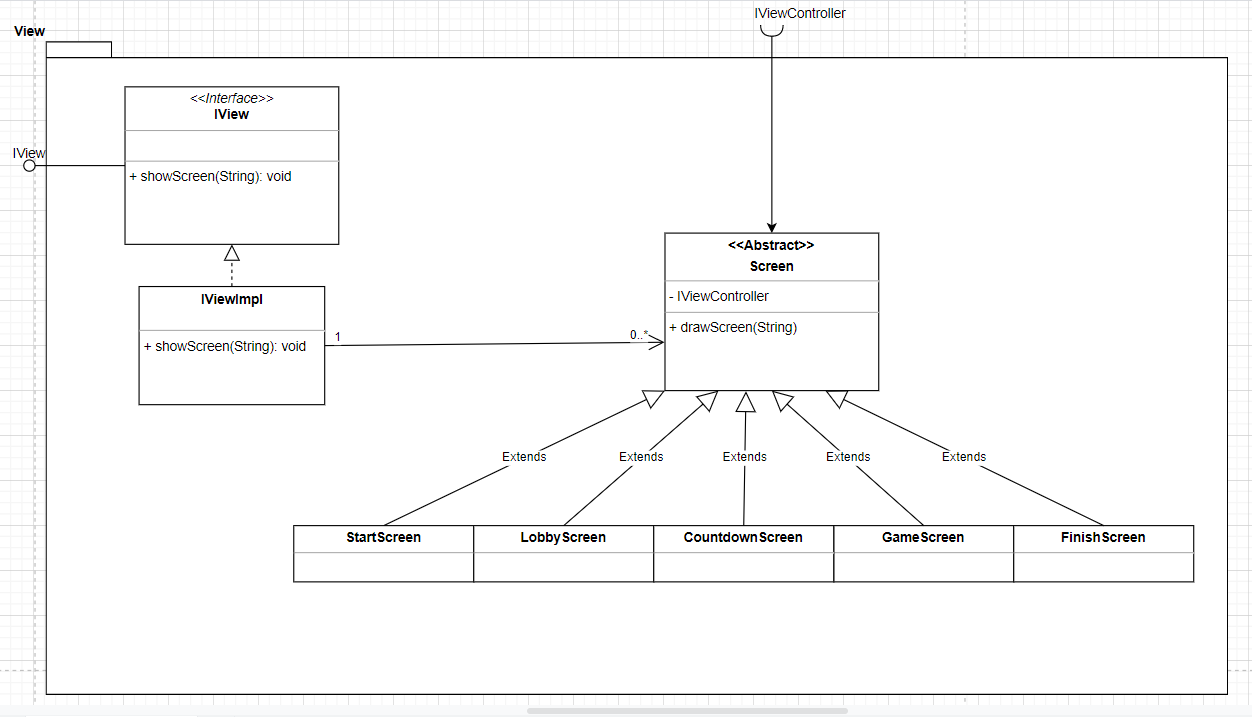 IViewController
View
<<Interface>>
IView
IView
+ showScreen(String): void
<<Abstract>>
Screen
- IViewController
+ drawScreen(String)
IViewImpl
+ showScreen(String): void
1
0..*
Extends
Extends
Extends
Extends
Extends
StartScreen
LobbyScreen
CountdownScreen
GameScreen
FinishScreen